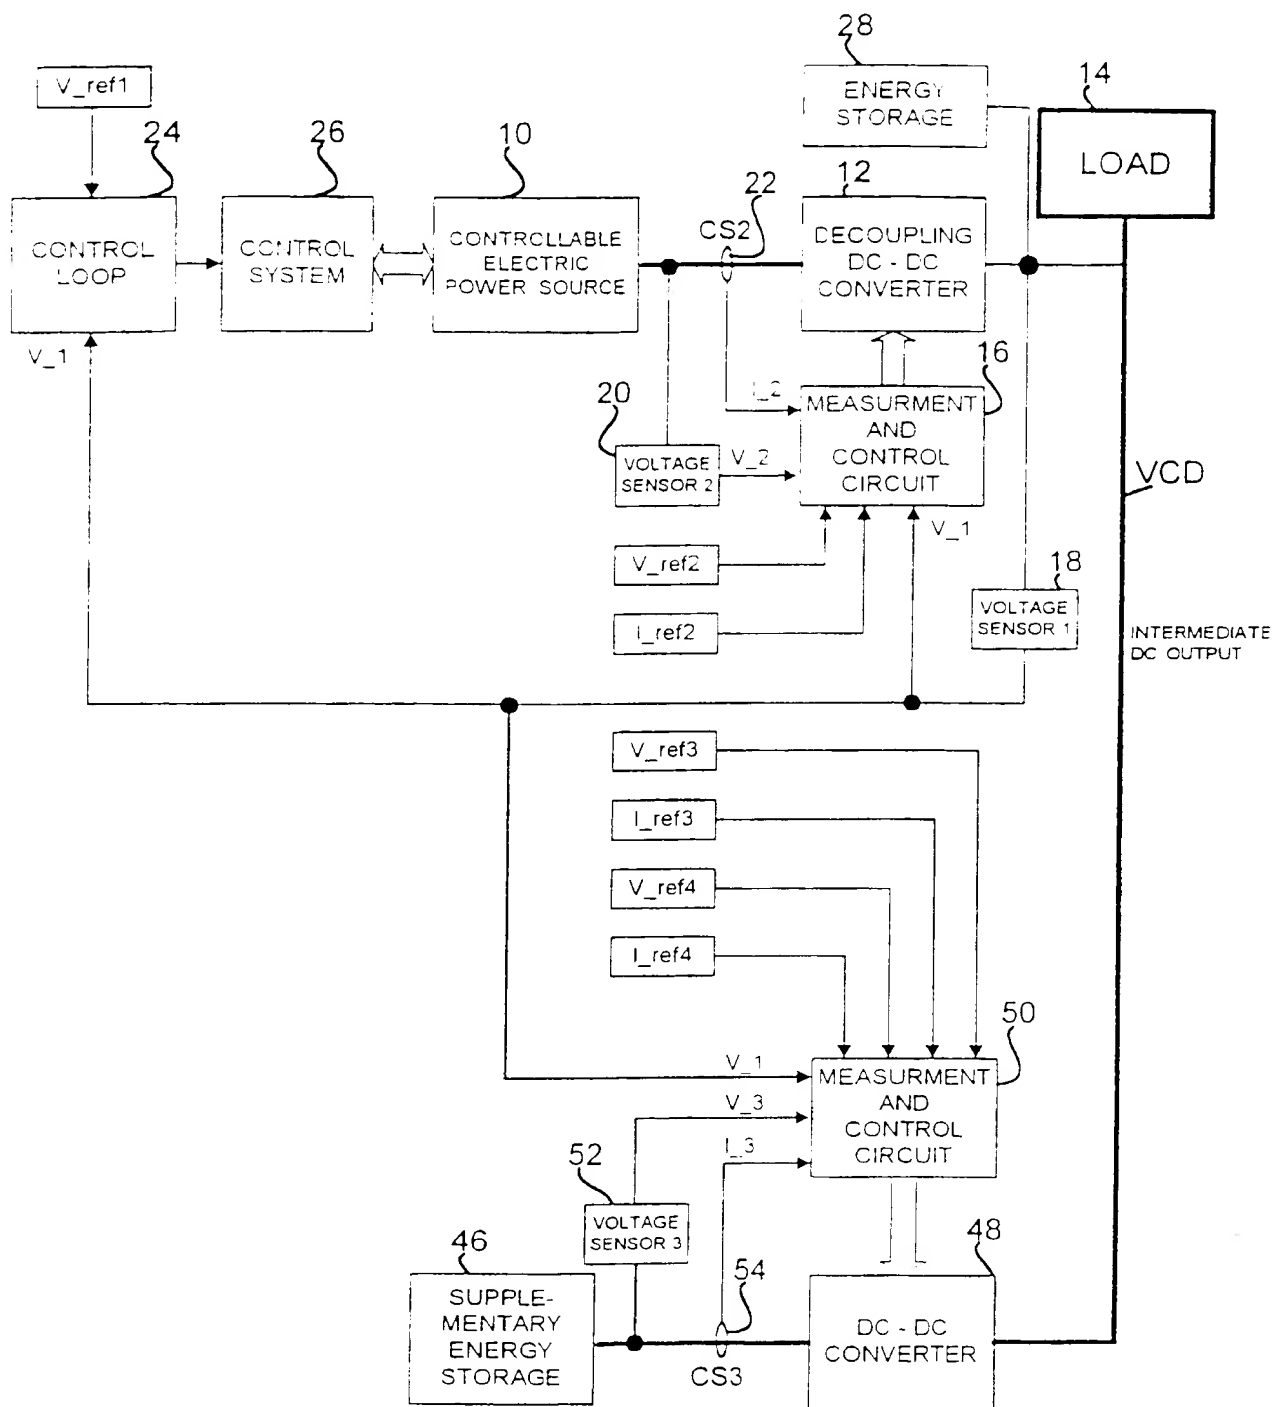 28
V_ref1
ENERGY
STORAGE
14
LOAD
24
26
10
22
12
CS2
CONTROL
LOOP
CONTROL
SYSTEM
CONTROLLABLE
ELECTRIC
POWER SOURCE
DECOUPLING
DC - DC
CONVERTER
V_1
16
20
I_2
MEASURMENT
AND
CONTROL
CIRCUIT
VOLTAGE
SENSOR 2
V_2
VCD
V_1
V_ref2
18
I_ref2
VOLTAGE
SENSOR 1
INTERMEDIATE
DC OUTPUT
V_ref3
I_ref3
V_ref4
I_ref4
50
V_1
MEASURMENT
AND
CONTROL
CIRCUIT
V_3
I_3
52
VOLTAGE
SENSOR 3
46
48
54
SUPPLE-
MENTARY
ENERGY
STORAGE
DC - DC
CONVERTER
CS3